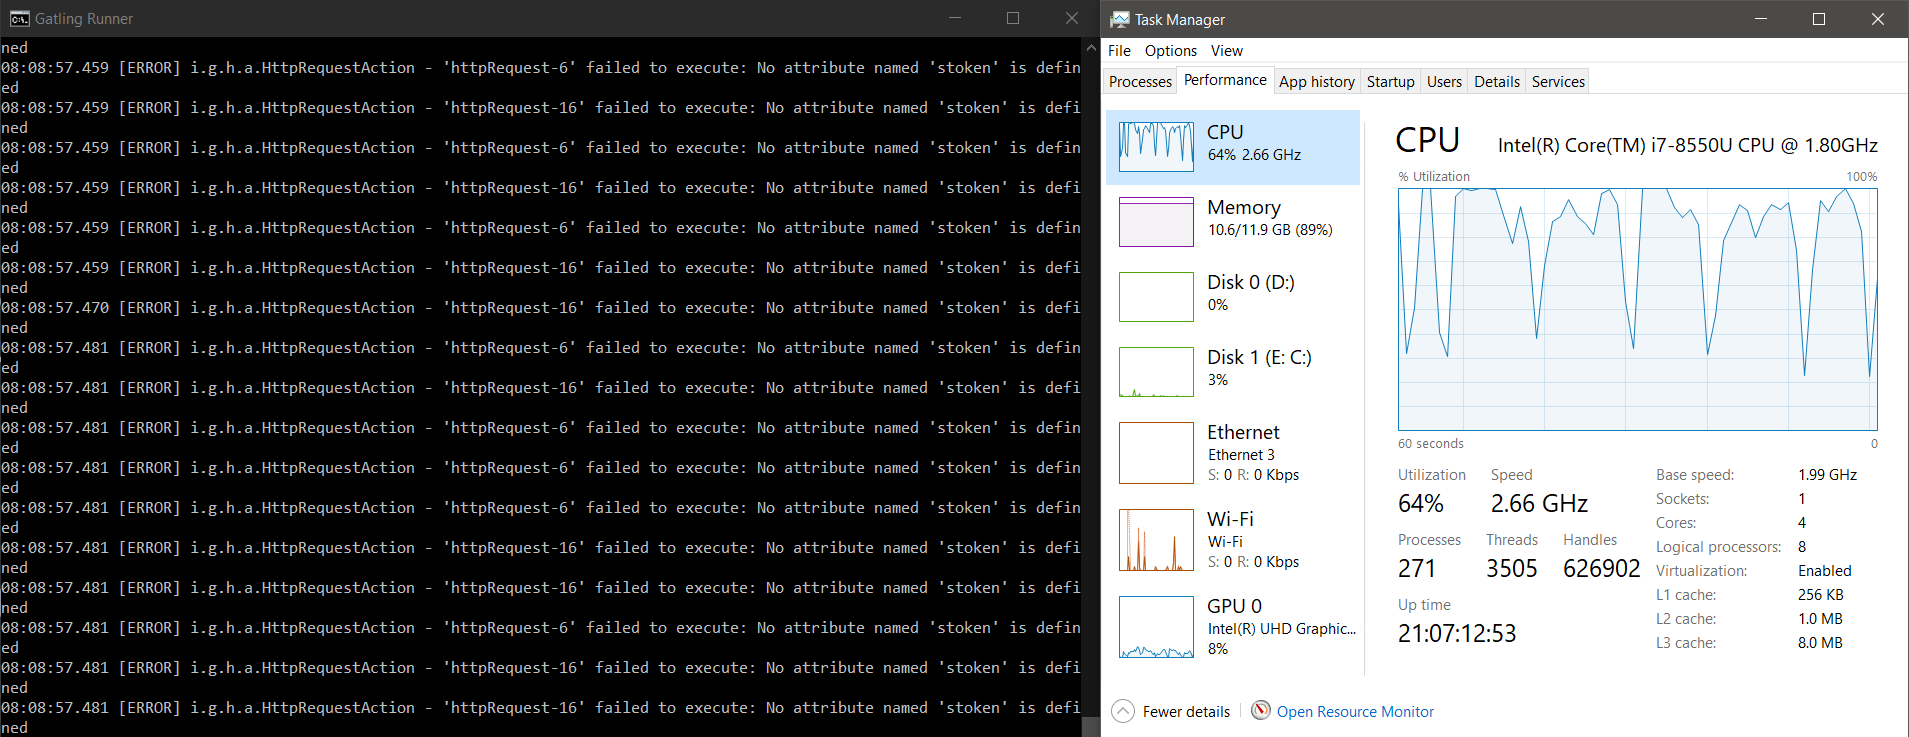 Gatling Runner
ned
08:08:57.459 [ERROR] i.g.h.a.HttpRequestAction - 'httpRequest-6' failed to execute: No attribute named 'stoken' is defin
ed
08:08:57.459 [ERROR] i.g.h.a.HttpRequestAction - 'httpRequest-16' failed to execute: No attribute named 'stoken' is defi
ned
08:08:57.459 [ERROR] i.g.h.a.HttpRequestAction - 'httpRequest-6' failed to execute: No attribute named 'stoken' is defin
ed
08:08:57.459 [ERROR] i.g.h.a.HttpRequestAction - 'httpRequest-16' failed to execute: No attribute named 'stoken' is defi
ned
08:08:57.459 [ERROR] i.g.h.a.HttpRequestAction - 'httpRequest-6' failed to execute: No attribute named 'stoken' is defin
ed
08:08:57.459 [ERROR] i.g.h.a.HttpRequestAction - 'httpRequest-16' failed to execute: No attribute named 'stoken' is defi
ned
08:08:57.470 [ERROR] i.g.h.a.HttpRequestAction - 'httpRequest-16' failed to execute: No attribute named 'stoken' is defi
ned
08:08:57.481 [ERROR] i.g.h.a.HttpRequestAction - 'httpRequest-6' failed to execute: No attribute named 'stoken' is defin
ed
08:08:57.481 [ERROR] i.g.h.a.HttpRequestAction - 'httpRequest-16' failed to execute: No attribute named 'stoken' is defi
ned
08:08:57.481 [ERROR] i.g.h.a.HttpRequestAction - 'httpRequest-6' failed to execute: No attribute named 'stoken' is defin
ed
08:08:57.481 [ERROR] i.g.h.a.HttpRequestAction - 'httpRequest-6' failed to execute: No attribute named 'stoken' is defin
ed
08:08:57.481 [ERROR] i.g.h.a.HttpRequestAction - 'httpRequest-6' failed to execute: No attribute named 'stoken' is defin
ed
08:08:57.481 [ERROR] i.g.h.a.HttpRequestAction - 'httpRequest-16' failed to execute: No attribute named 'stoken' is defi
ned
08:08:57.481 [ERROR] i.g.h.a.HttpRequestAction - 'httpRequest-16' failed to execute: No attribute named 'stoken' is defi
ned
08:08:57.481 [ERROR] i.g.h.a.HttpRequestAction - 'httpRequest-6' failed to execute: No attribute named 'stoken' is defin
ed
08:08:57.481 [ERROR] i.g.h.a.HttpRequestAction - 'httpRequest-16' failed to execute: No attribute named 'stoken' is defi
ned
08:08:57.481 [ERROR] i.g.h.a.HttpRequestAction - 'httpRequest-16' failed to execute: No attribute named 'stoken' is defi
ned
Task Manager
File Options View
Processes Performance App history Startup Users Details Services
CPU
64% 2.66 GHz
Memory
10.6/11.9 GB (89%)
Disk 0 (D:)
0%
Disk 1 (E: C:)
3%
Ethernet
Ethernet 3
S: 0 R: 0 Kbps
Wi-Fi
Wi-Fi
S: 0 R: 0 Kbps
GPU 0
Intel(R) UHD Graphic...
8%
CPU Intel(R) Core(TM) i7-8550U CPU @ 1.80GHz
% Utilization 100%
60 seconds 0
Utilization Speed
64% 2.66 GHz
Processes Threads Handles
271 3505 626902
Up time
21:07:12:53
Base speed: 1.99 GHz
Sockets: 1
Cores: 4
Logical processors: 8
Virtualization: Enabled
L1 cache: 256 KB
L2 cache: 1.0 MB
L3 cache: 8.0 MB
Fewer details Open Resource Monitor